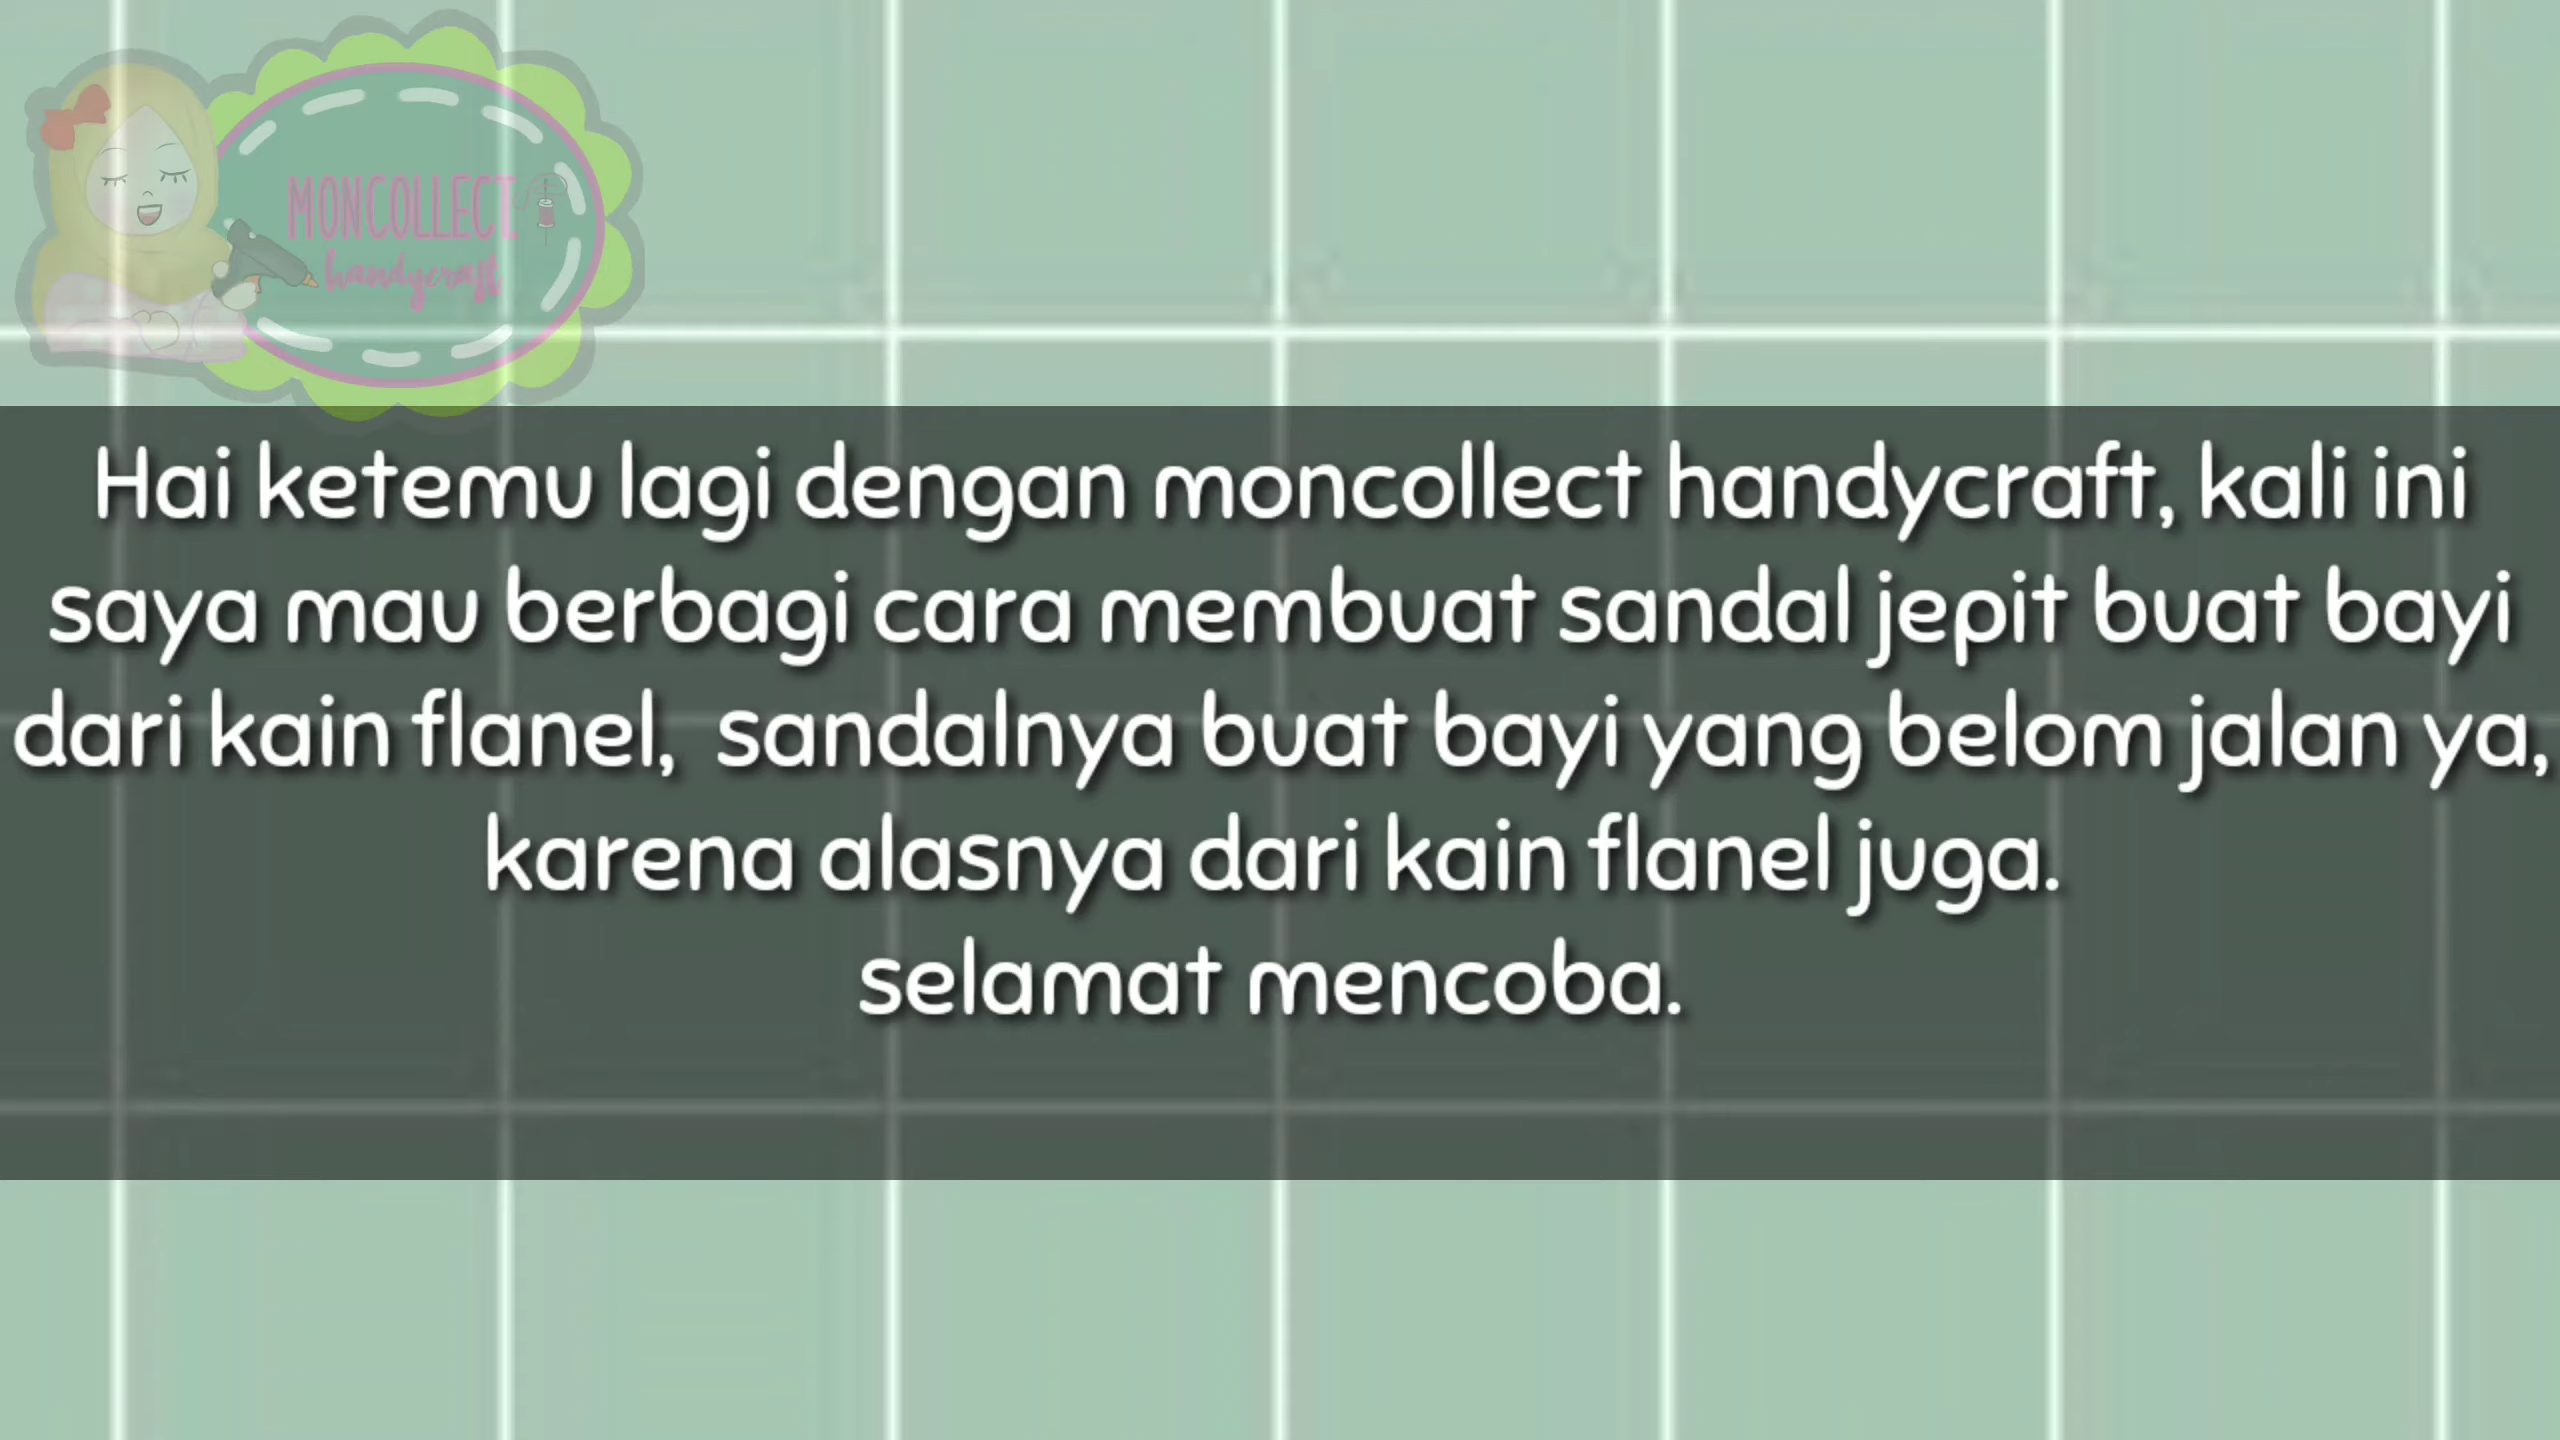 MONCOLLECT.
handycraft
Hai ketemu lagi dengan moncollect handycraft, kali ini
saya mau berbagi cara membuat sandal jepit buat bayi
dari kain flanel, sandalnya buat bayi yang belom jalan ya,
karena alasnya dari kain flanel juga.
selamat mencoba.